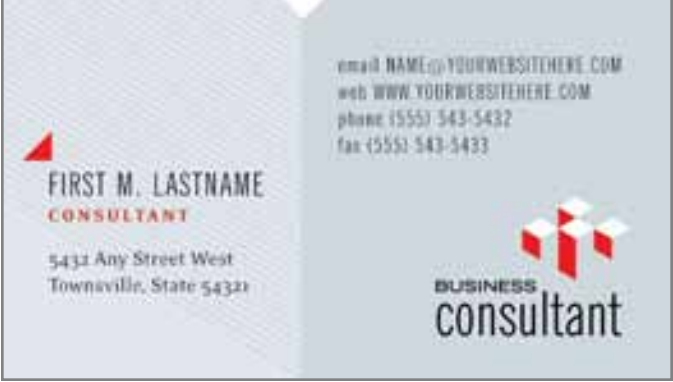 FIRST M. LASTNAME
CONSULTANT
5432 Any Street West
Townsville, State 54321
email NAME@YOURWEBSITEHERE.COM
web WWW.YOURWEBSITEHERE.COM
phone (555) 543-5432
fax (555) 543-5433
BUSINESS
consultant